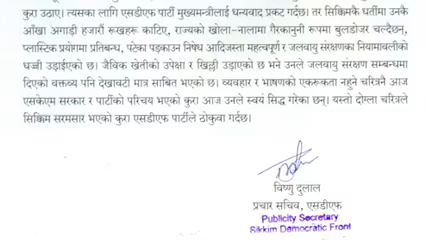 कुरा उठाए। त्यसका लागि एसडीएफ पार्टी मुख्यमन्त्रीलाई धन्यवाद प्रकट गर्दछ। तर सिक्किमकै धर्तीमा उनकै
आँखा अगाड़ी हजारौं रूखहरू काटिए, राज्यको खोला-नालामा गैरकानुनी रूपमा बुलडोजर चल्दैछन्,
प्लास्टिक प्रयोगमा प्रतिबन्ध, पटेका पड़काउन निषेध आदिजस्ता महत्वपूर्ण र जलवायु संरक्षणका नियामावलीको
धज्जी उड़ाईएको छ। जैविक खेतीको उपेक्षा र खिल्ली उड़ाएको छ भने उनले जलवायु संरक्षण सम्बन्धमा
दिएको वक्तव्य पनि देखावटी मात्र साबित भएको छ। व्यवहार र भाषणको एकरूकता नहुने चरित्रनै आज
एसकेएम सरकार र पार्टीको परिचय भएको कुरा आज उनले स्वयं सिद्ध गरेका छन्। यस्तो दोग्ला चरित्रले
सिक्किम सरमसार भएको कुरा एसडीएफ पार्टीले ठोकुवा गर्दछ।
विष्णु दुलाल
प्रचार सचिव, एसडीएफ
Publicity Secretary
Sikkim Democratic Front